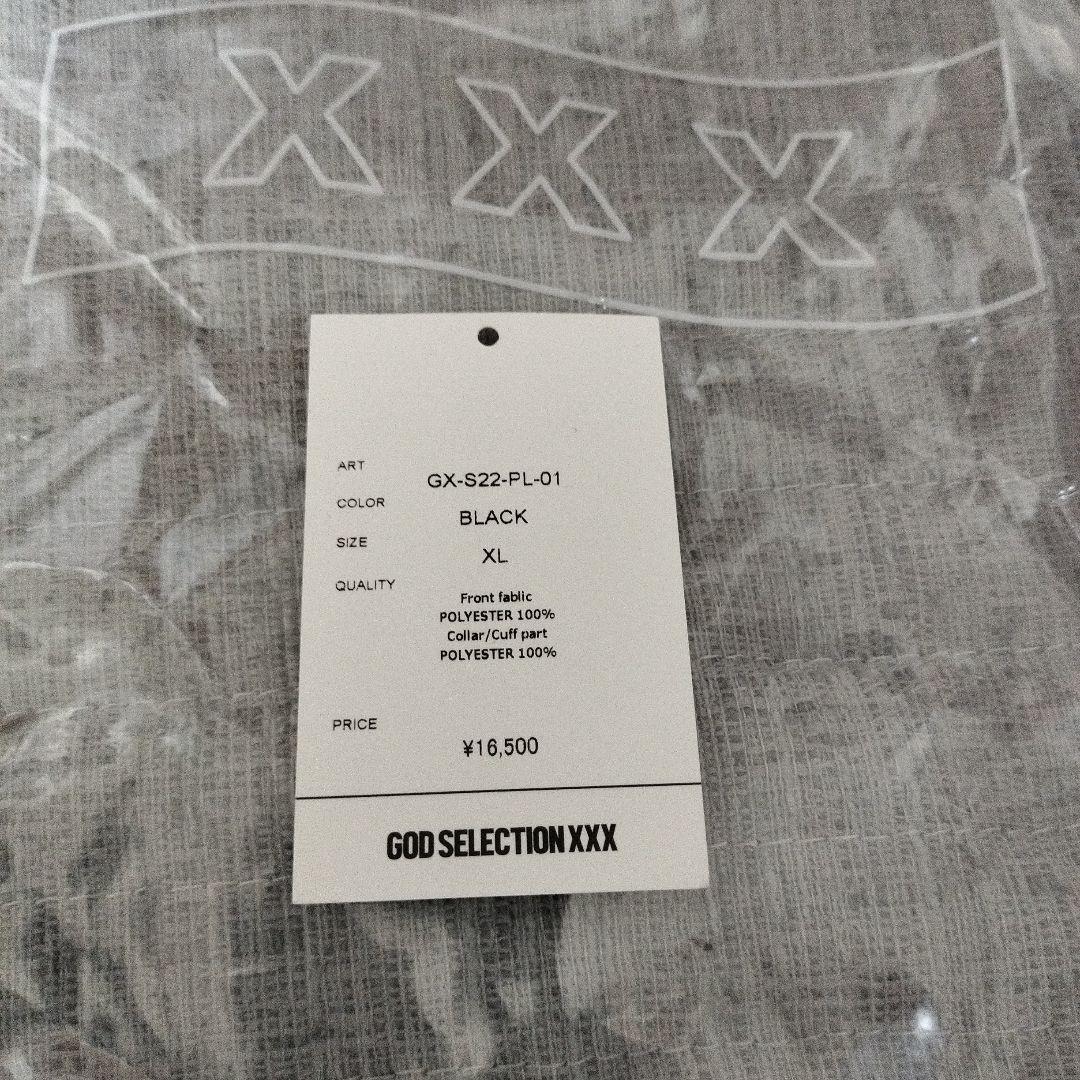 XXX
ART GX-S22-PL-01
COLOR BLACK
SIZE XL
QUALITY Front fablic
POLYESTER 100%
Collar/Cuff part
POLYESTER 100%
PRICE ¥16,500
GOD SELECTION XXX